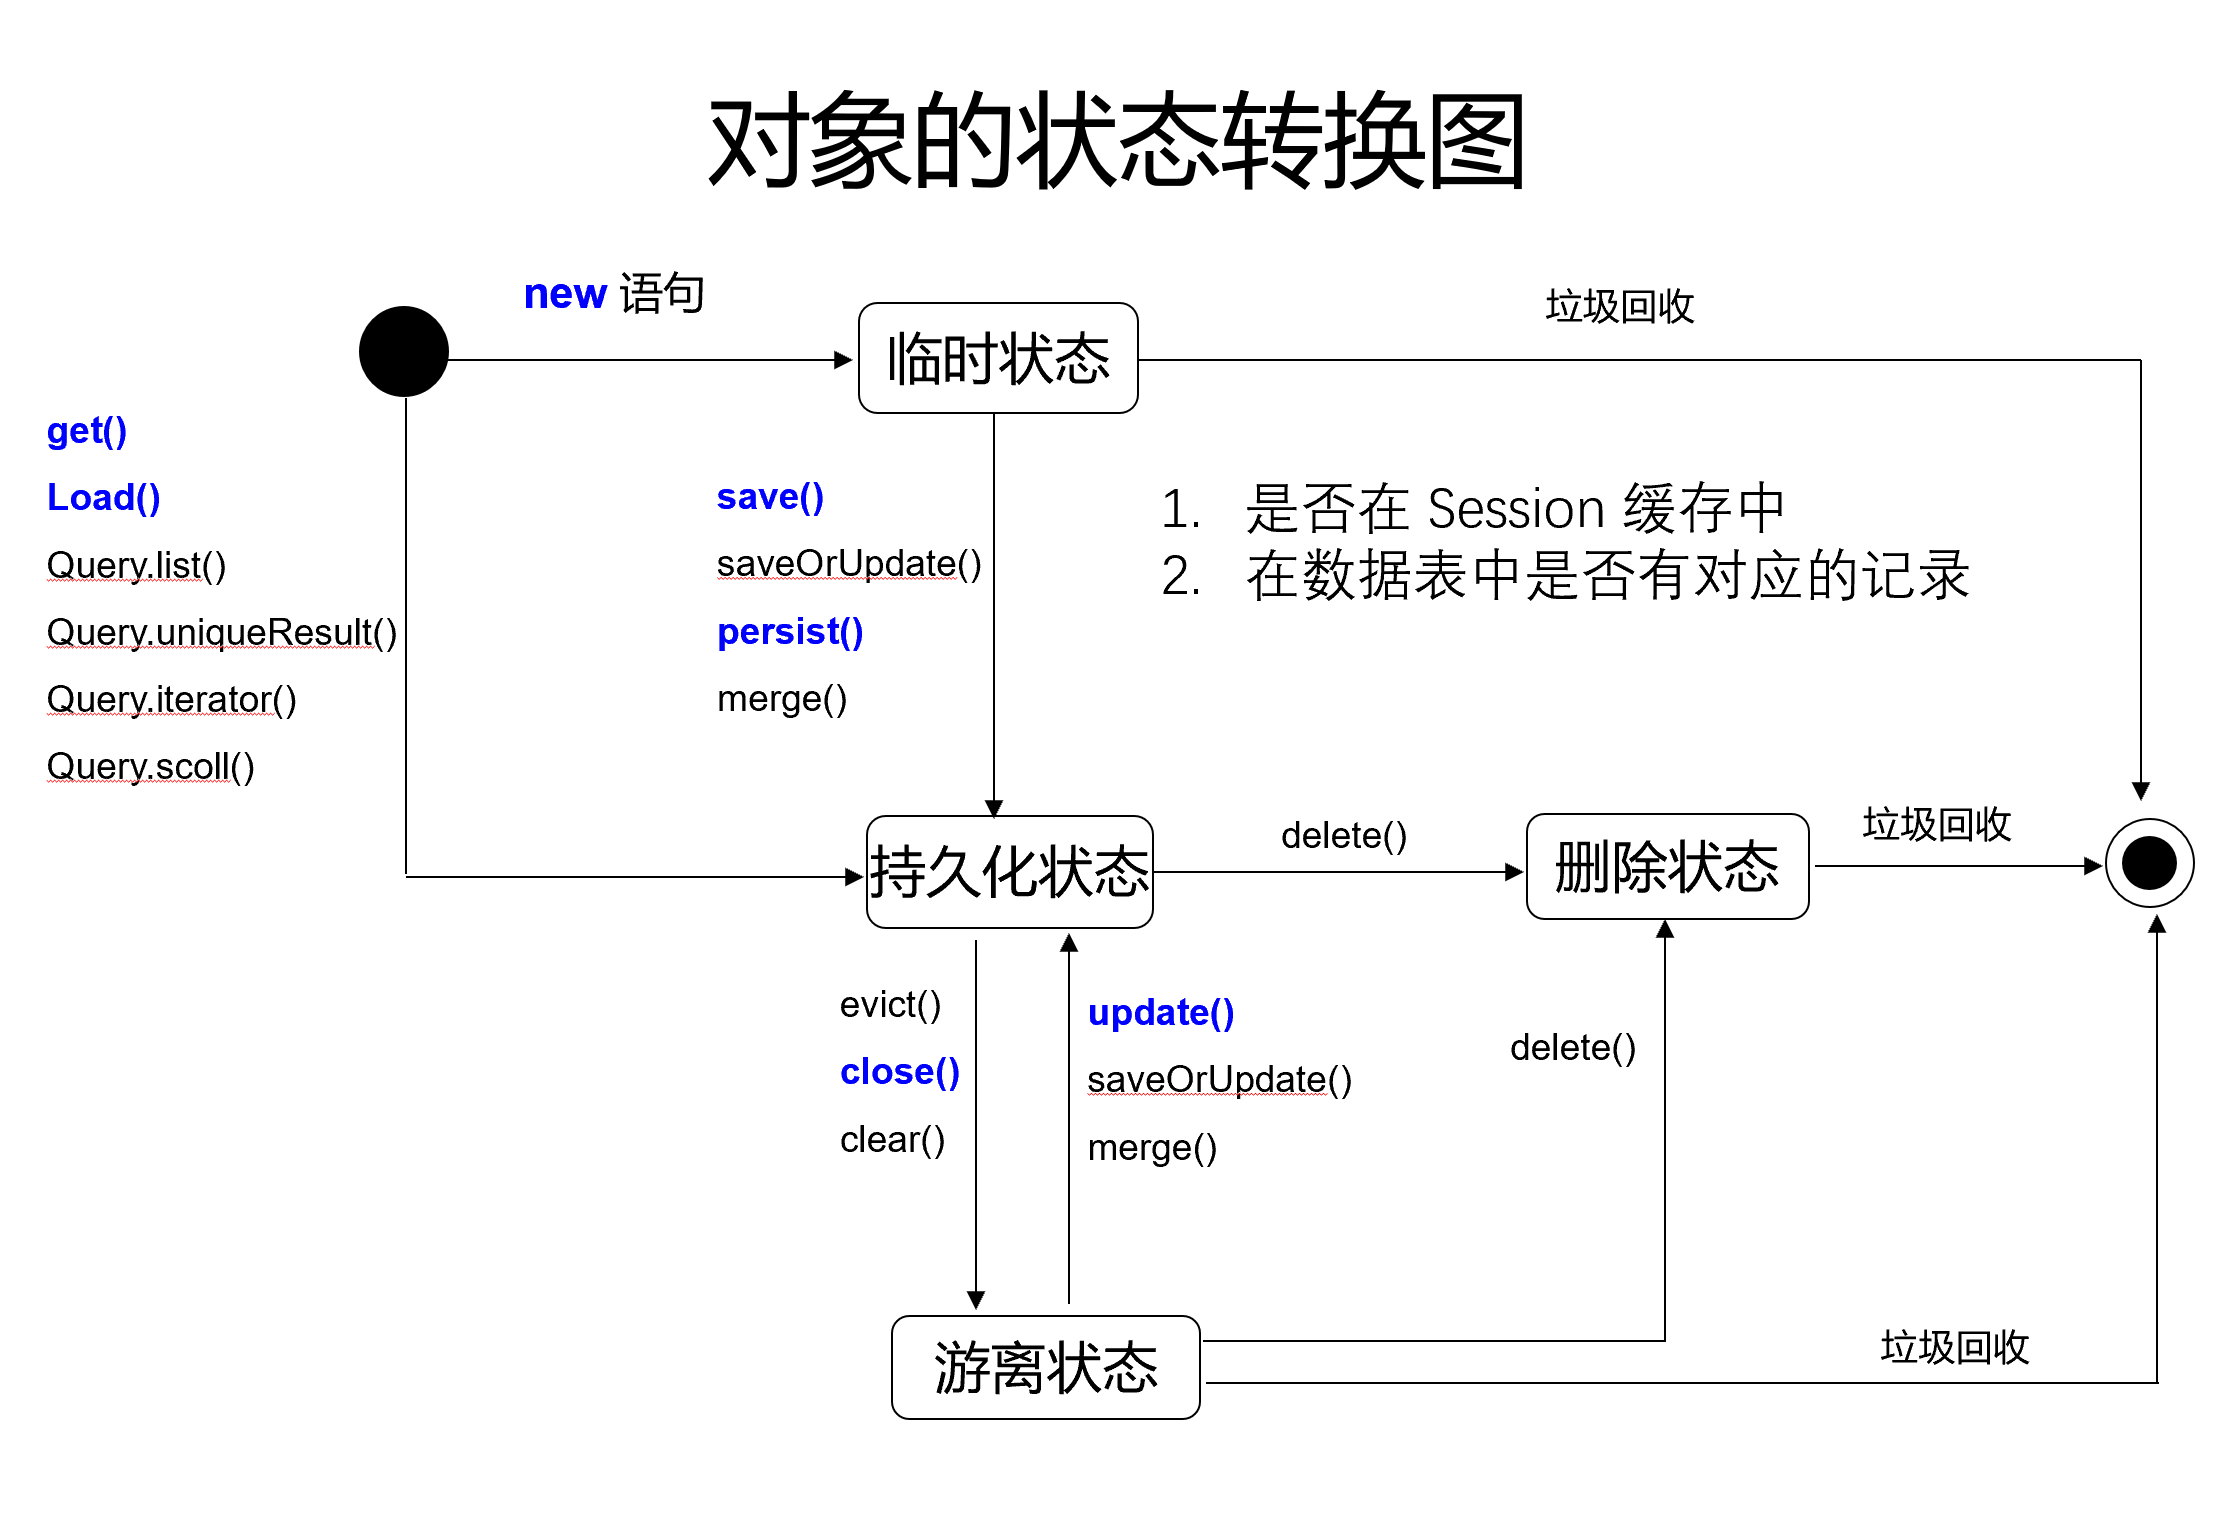 对象的状态转换图
new 语句
临时状态
垃圾回收
get()
Load()
Query.list()
Query.uniqueResult()
Query.iterator()
Query.scoll()
save()
saveOrUpdate()
persist()
merge()
1. 是否在 Session 缓存中
2. 在数据表中是否有对应的记录
持久化状态
delete()
删除状态
垃圾回收
evict()
close()
clear()
update()
saveOrUpdate()
merge()
delete()
游离状态
垃圾回收